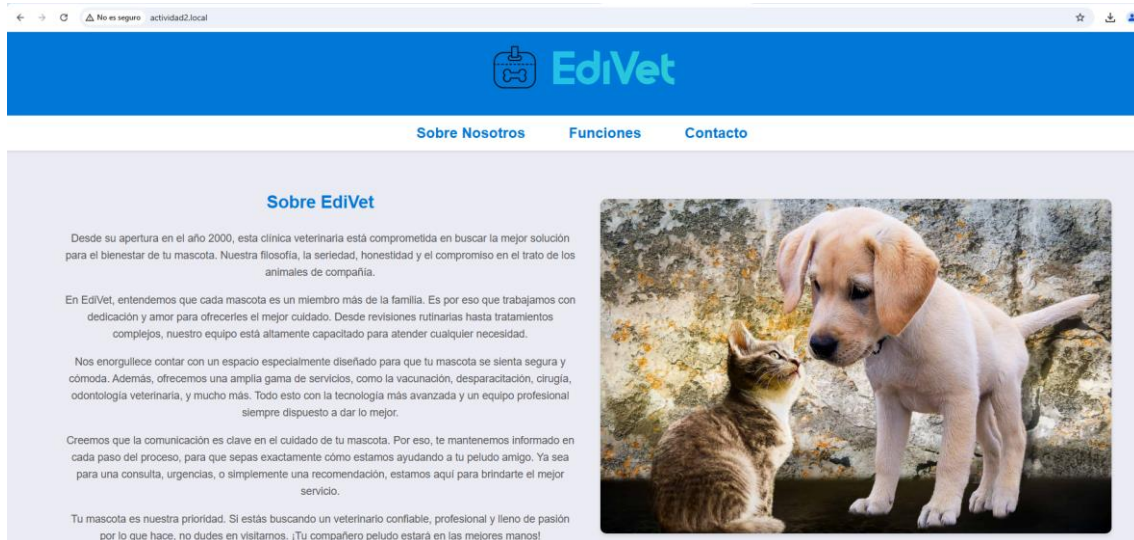 No es seguro actividad2.local
EdiVet
Sobre Nosotros Funciones Contacto
Sobre EdiVet
Desde su apertura en el año 2000, esta clínica veterinaria está comprometida en buscar la mejor solución
para el bienestar de tu mascota. Nuestra filosofía, la seriedad, honestidad y el compromiso en el trato de los
animales de compañía.
En EdiVet, entendemos que cada mascota es un miembro más de la familia. Es por eso que trabajamos con
dedicación y amor para ofrecerles el mejor cuidado. Desde revisiones rutinarias hasta tratamientos
complejos, nuestro equipo está altamente capacitado para atender cualquier necesidad.
Nos enorgullece contar con un espacio especialmente diseñado para que tu mascota se sienta segura y
cómoda. Además, ofrecemos una amplia gama de servicios, como la vacunación, desparacitación, cirugía,
odontología veterinaria, y mucho más. Todo esto con la tecnología más avanzada y un equipo profesional
siempre dispuesto a dar lo mejor.
Creemos que la comunicación es clave en el cuidado de tu mascota. Por eso, te mantenemos informado en
cada paso del proceso, para que sepas exactamente cómo estamos ayudando a tu peludo amigo. Ya sea
para una consulta, urgencias, o simplemente una recomendación, estamos aquí para brindarte el mejor
servicio.
Tu mascota es nuestra prioridad. Si estás buscando un veterinario confiable, profesional y lleno de pasión
por lo que hace, no dudes en visitarnos. ¡Tu compañero peludo estará en las mejores manos!